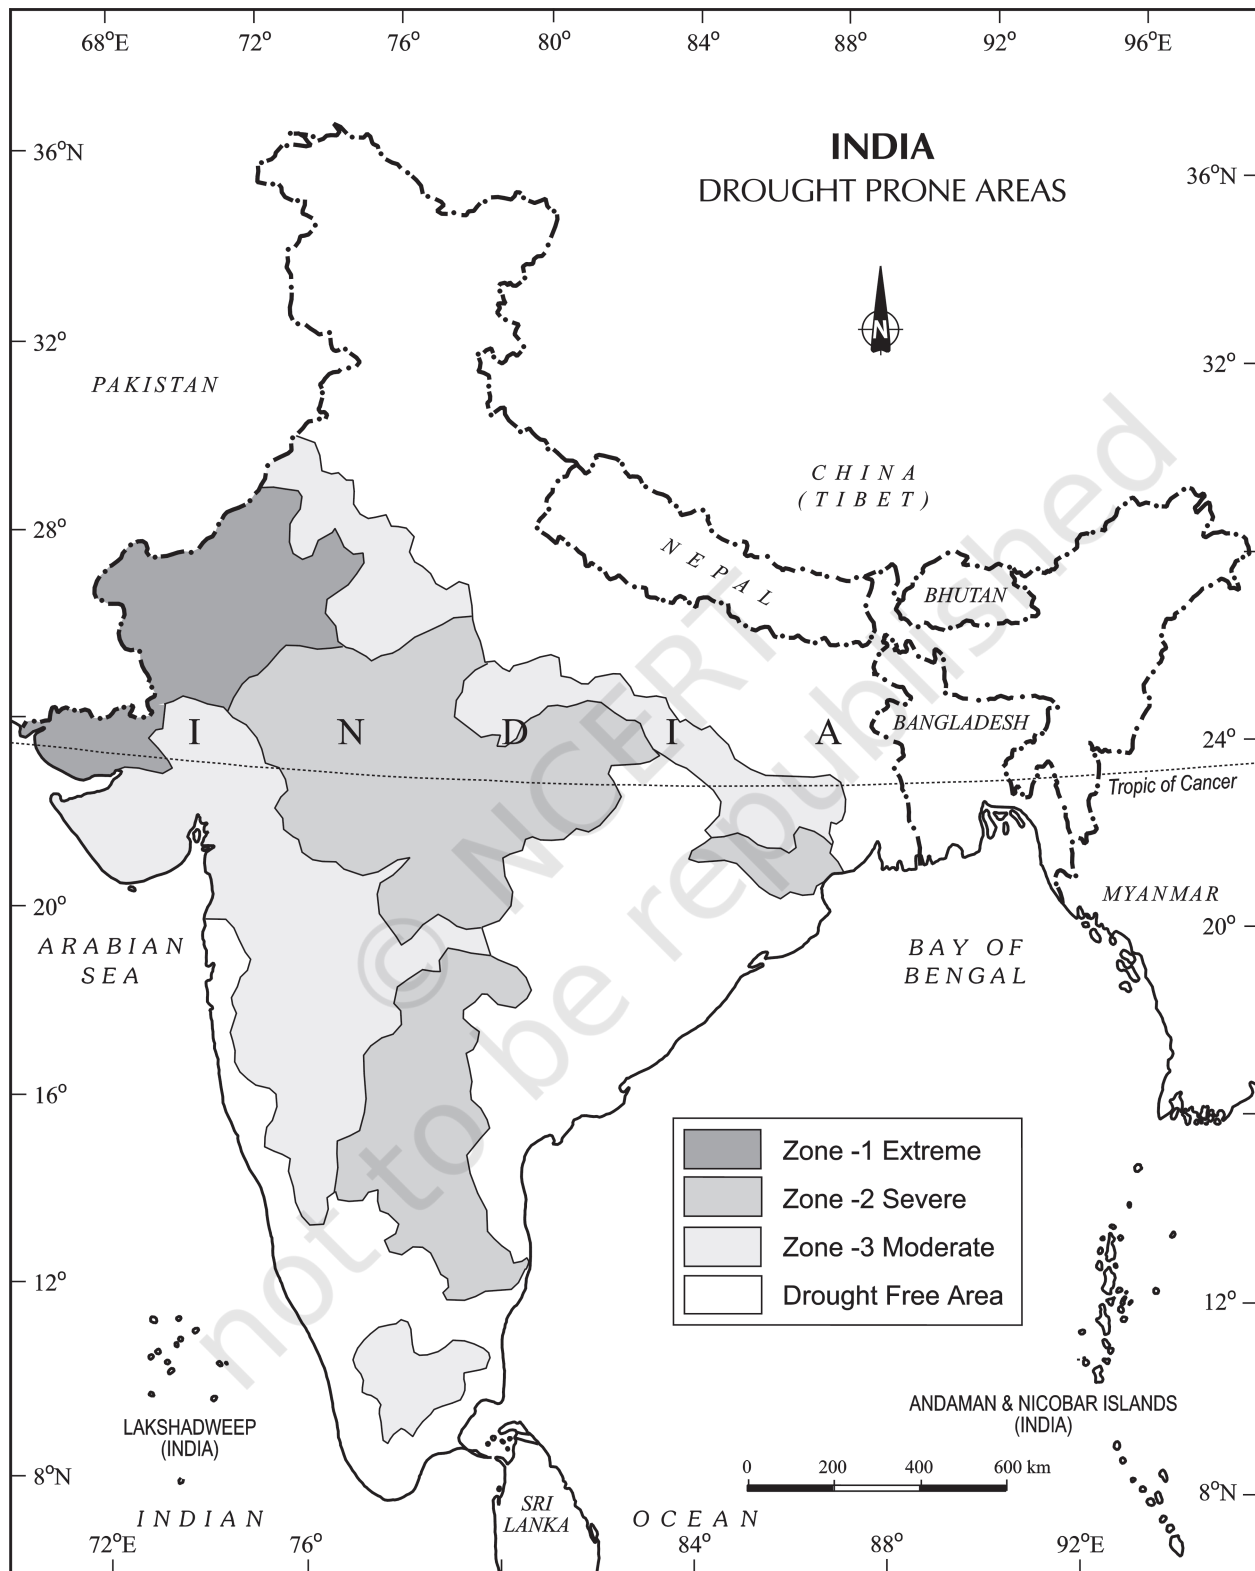 68°E 72° 76° 80° 84° 88° 92° 96°E
INDIA
DROUGHT PRONE AREAS
36°N
36°N
N
32°
32°
PAKISTAN
CHINA
(TIBET)
28°
NEPAL
BHUTAN
I N D I A
BANGLADESH
24°
Tropic of Cancer
MYANMAR
20°
20°
ARABIAN
SEA
BAY OF
BENGAL
16°
Zone -1 Extreme
Zone -2 Severe
Zone -3 Moderate
Drought Free Area
12°
12°
LAKSHADWEEP
(INDIA)
ANDAMAN & NICOBAR ISLANDS
(INDIA)
8°N
8°N
0 200 400 600 km
SRI
LANKA
INDIAN OCEAN
72°E 76° 84° 88° 92°E
© NCERT
not to be republished